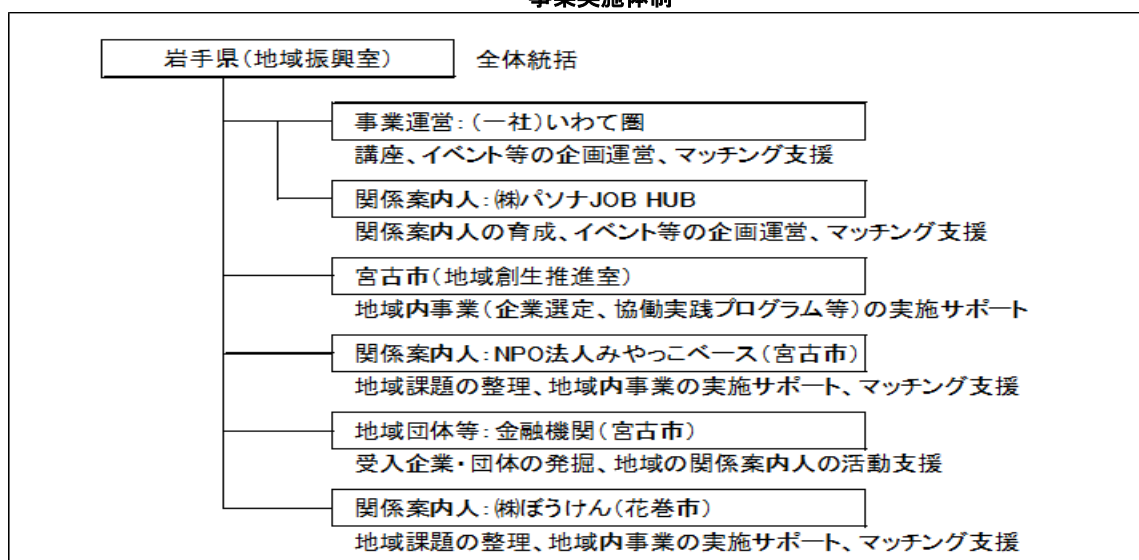 事業実施体制
岩手県(地域振興室) 全体統括
事業運営:(一社)いわて圏
講座、イベント等の企画運営、マッチング支援
関係案内人:㈱パソナJOB HUB
関係案内人の育成、イベント等の企画運営、マッチング支援
宮古市(地域創生推進室)
地域内事業(企業選定、協働実践プログラム等)の実施サポート
関係案内人:NPO法人みやっこベース(宮古市)
地域課題の整理、地域内事業の実施サポート、マッチング支援
地域団体等:金融機関(宮古市)
受入企業・団体の発掘、地域の関係案内人の活動支援
関係案内人:㈱ぼうけん(花巻市)
地域課題の整理、地域内事業の実施サポート、マッチング支援